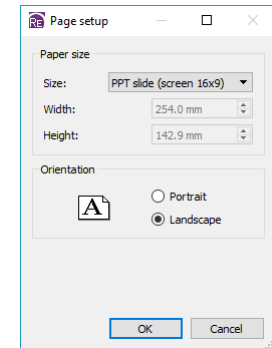 RE Page setup
Paper size
Size: PPT slide (screen 16x9)
Width: 254.0 mm
Height: 142.9 mm
Orientation
A
Portrait
Landscape
OK Cancel